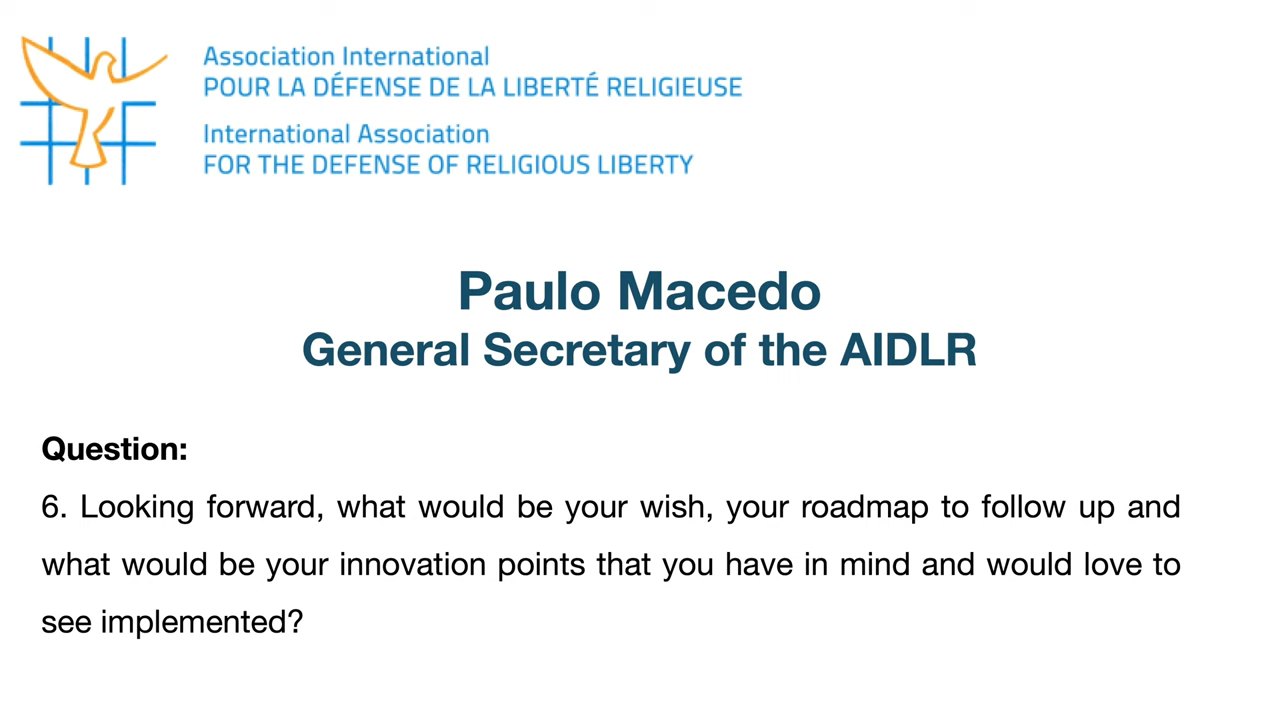 Association International
POUR LA DÉFENSE DE LA LIBERTÉ RELIGIEUSE
International Association
FOR THE DEFENSE OF RELIGIOUS LIBERTY
Paulo Macedo
General Secretary of the AIDLR
Question:
6. Looking forward, what would be your wish, your roadmap to follow up and
what would be your innovation points that you have in mind and would love to
see implemented?